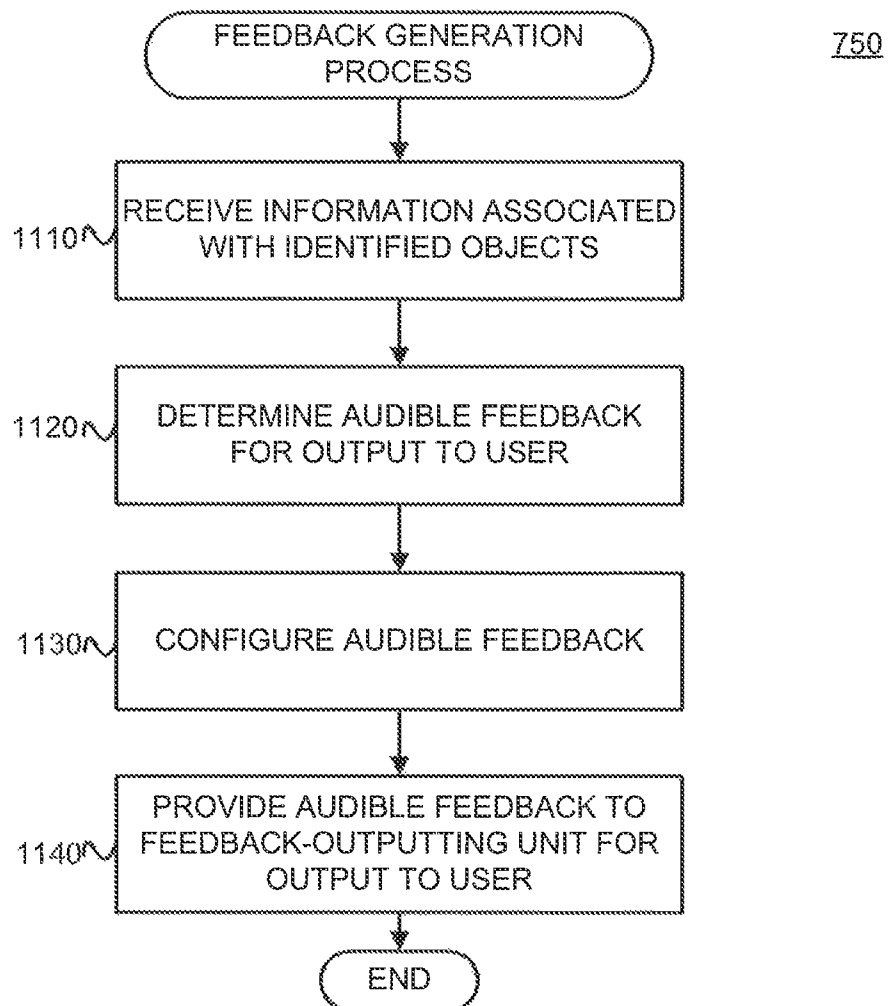 FEEDBACK GENERATION
PROCESS
750
RECEIVE INFORMATION ASSOCIATED
WITH IDENTIFIED OBJECTS
1110
DETERMINE AUDIBLE FEEDBACK
FOR OUTPUT TO USER
1120
CONFIGURE AUDIBLE FEEDBACK
1130
PROVIDE AUDIBLE FEEDBACK TO
FEEDBACK-OUTPUTTING UNIT FOR
OUTPUT TO USER
1140
END